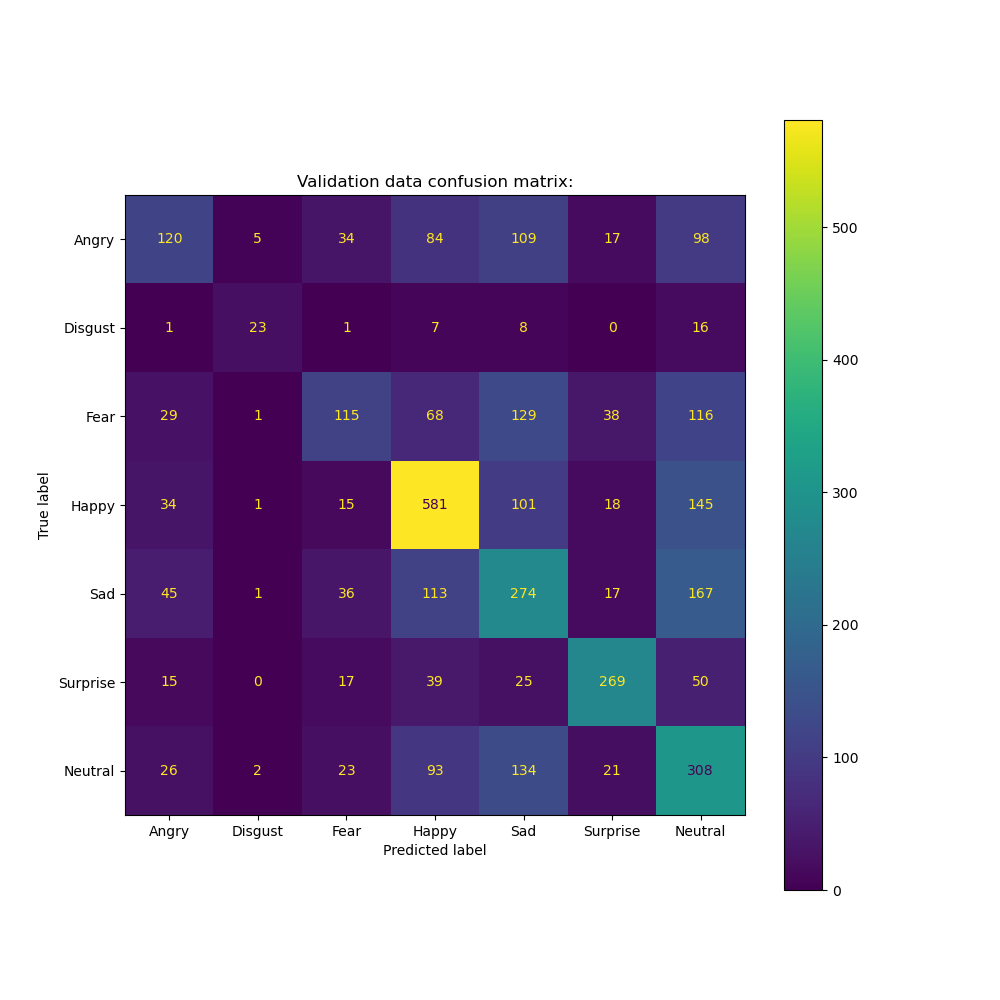 Validation data confusion matrix:
Angry 120 5 34 84 109 17 98
Disgust 1 23 1 7 8 0 16
Fear 29 1 115 68 129 38 116
Happy 34 1 15 581 101 18 145
Sad 45 1 36 113 274 17 167
Surprise 15 0 17 39 25 269 50
Neutral 26 2 23 93 134 21 308
Angry Disgust Fear Happy Sad Surprise Neutral
Predicted label
True label
500
400
300
200
100
0